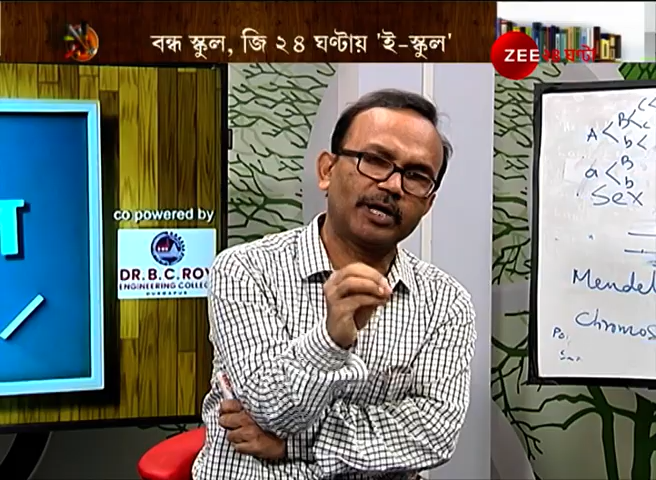 বন্ধ স্কুল, জি ২৪ ঘণ্টায় 'ই-স্কুল'
ZEE ২৪ ঘণ্টা
co powered by
DR.B.C.ROY
ENGINEERING COLLEGE
DURGAPUR
A
B
b
a
B
b
Sex
Mendel
Chromos